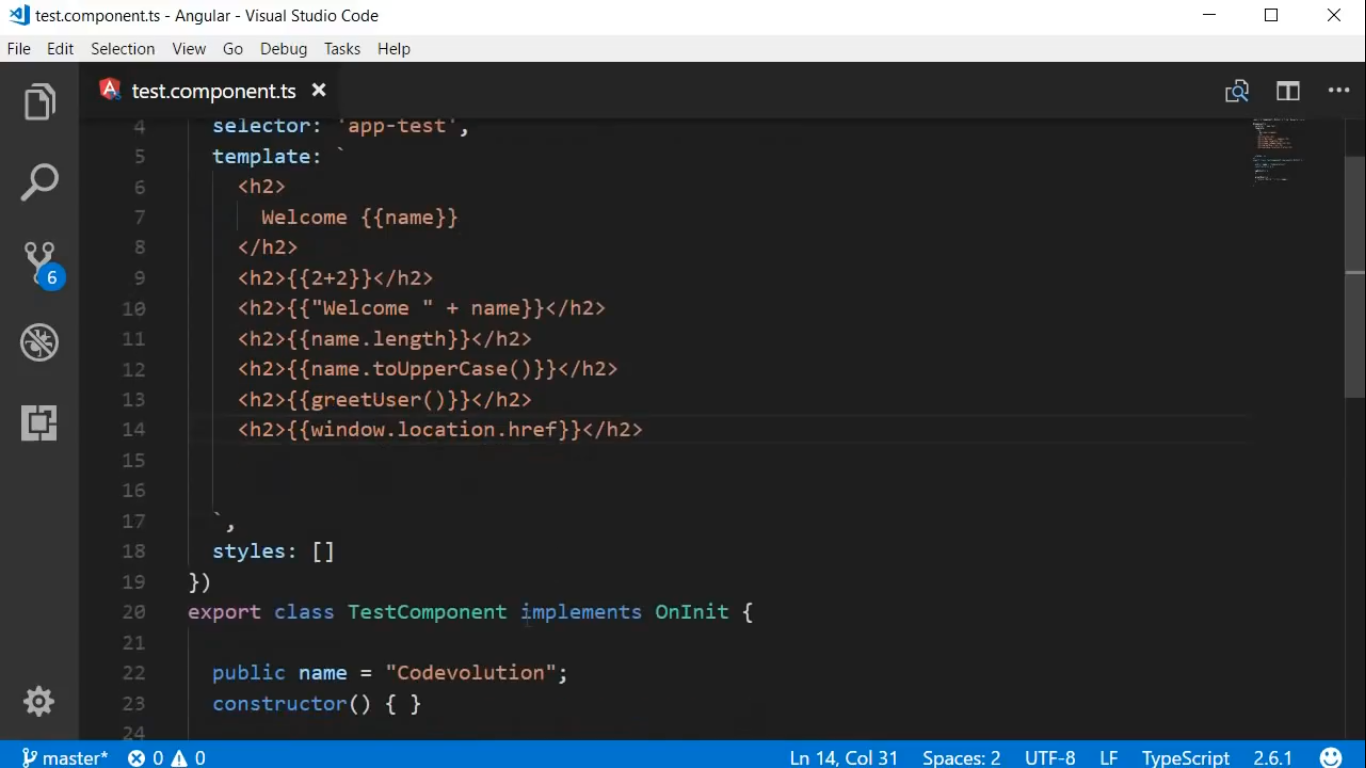 test.component.ts - Angular - Visual Studio Code
File Edit Selection View Go Debug Tasks Help
test.component.ts
4 selector: 'app-test',
5 template: `
6 <h2>
7 Welcome {{name}}
8 </h2>
9 <h2>{{2+2}}</h2>
10 <h2>{{"Welcome " + name}}</h2>
11 <h2>{{name.length}}</h2>
12 <h2>{{name.toUpperCase()}}</h2>
13 <h2>{{greetUser()}}</h2>
14 <h2>{{window.location.href}}</h2>
15
16
17 `,
18 styles: []
19 })
20 export class TestComponent implements OnInit {
21
22 public name = "Codevolution";
23 constructor() { }
24
6
master* 0 0 Ln 14, Col 31 Spaces: 2 UTF-8 LF TypeScript 2.6.1